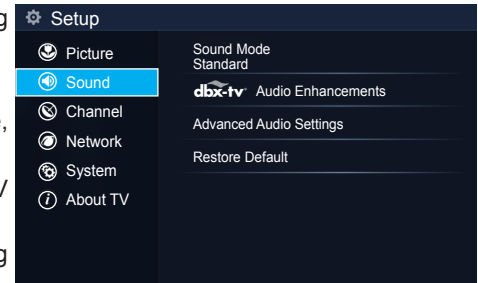 Setup
Picture
Sound
Channel
Network
System
About TV
Sound Mode
Standard
dbx-tv Audio Enhancements
Advanced Audio Settings
Restore Default